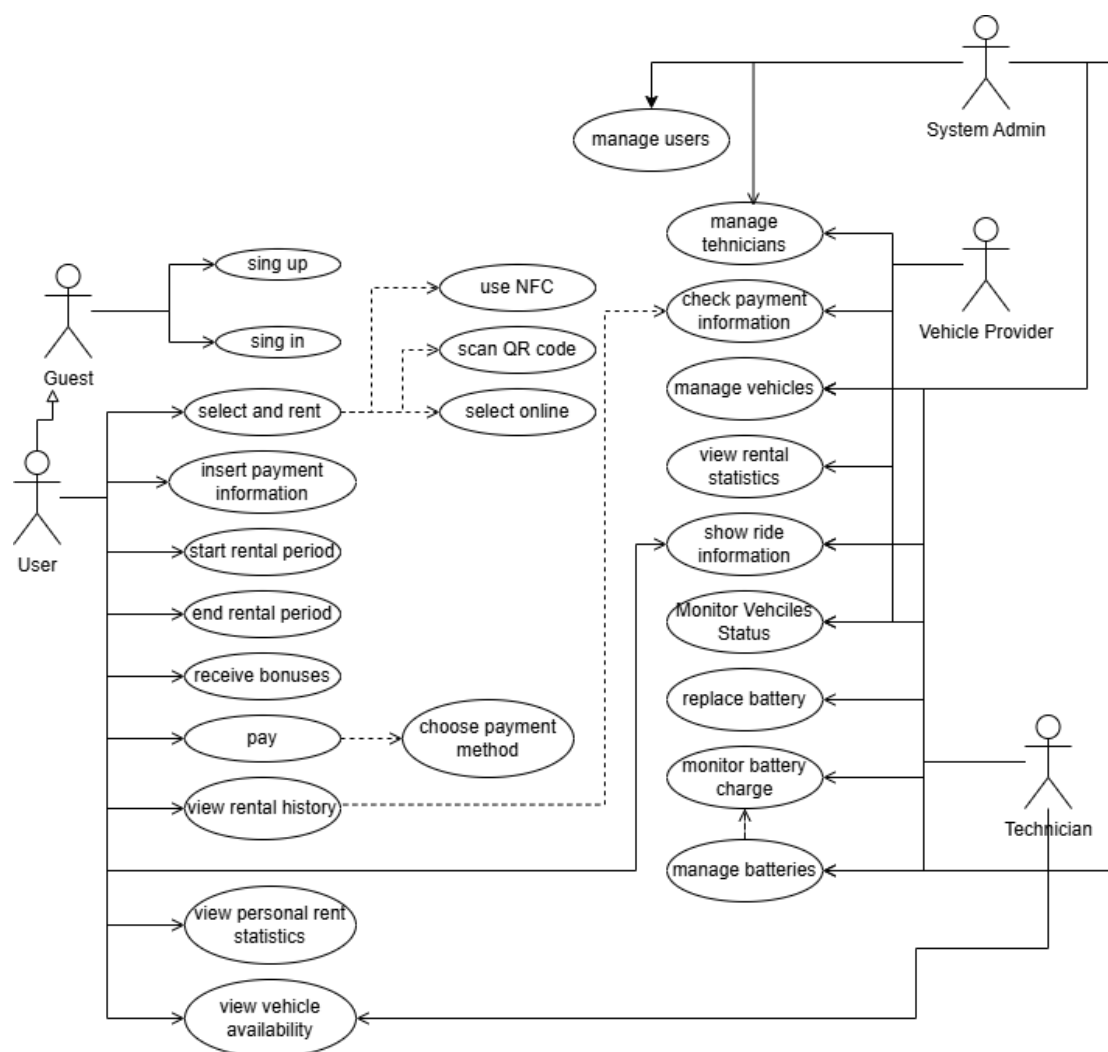 System Admin
manage users
manage
tehnicians
sing up
use NFC
check payment
information
Vehicle Provider
sing in
scan QR code
Guest
manage vehicles
select and rent
select online
view rental
statistics
insert payment
information
show ride
information
User
start rental period
Monitor Vehciles
Status
end rental period
receive bonuses
replace battery
pay
choose payment
method
monitor battery
charge
view rental history
Technician
manage batteries
view personal rent
statistics
view vehicle
availability